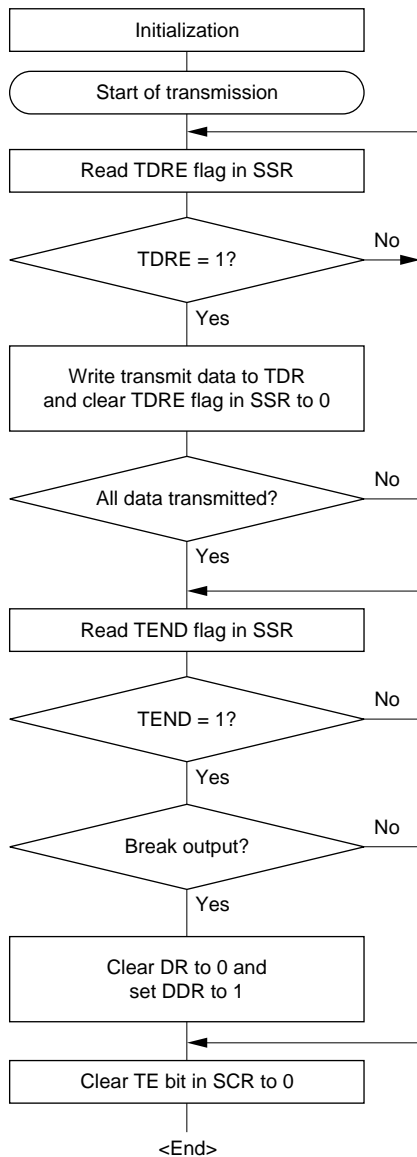 Initialization
Start of transmission
Read TDRE flag in SSR
TDRE = 1?
No
Yes
Write transmit data to TDR
and clear TDRE flag in SSR to 0
All data transmitted?
No
Yes
Read TEND flag in SSR
TEND = 1?
No
Yes
Break output?
No
Yes
Clear DR to 0 and
set DDR to 1
Clear TE bit in SCR to 0
<End>